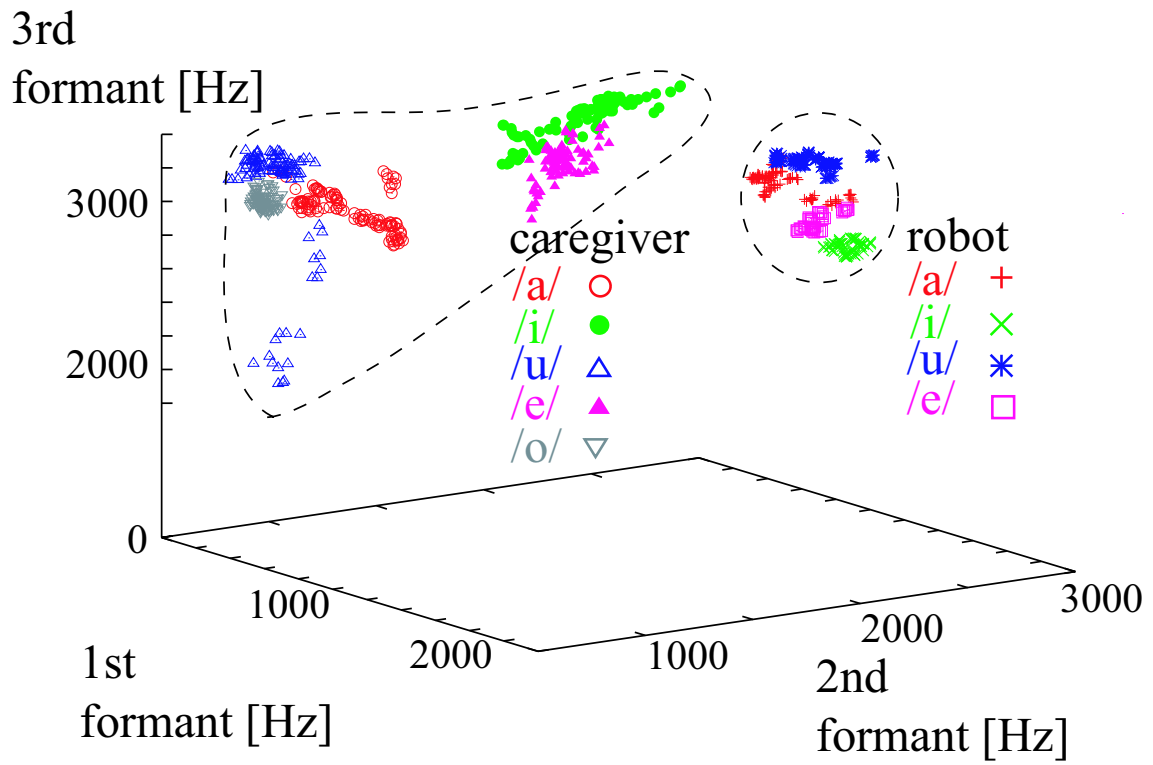 3rd
formant [Hz]
3000
2000
0
caregiver
/a/
/i/
/u/
/e/
/o/
robot
/a/
/i/
/u/
/e/
1000
2000
1st
formant [Hz]
1000
2000
3000
2nd
formant [Hz]